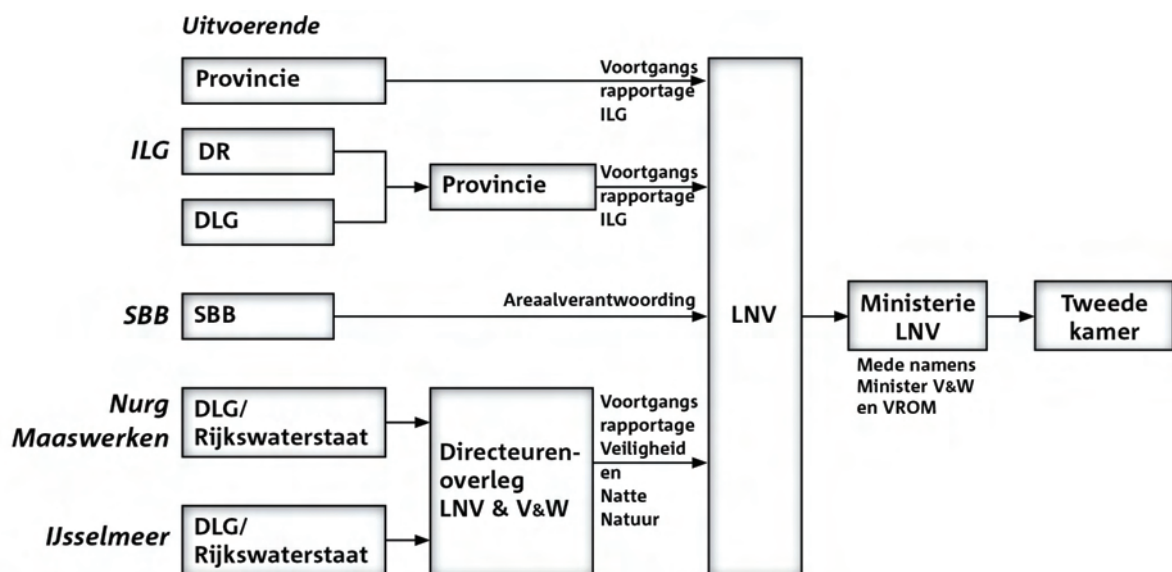 Uitvoerende
Provincie
Voortgangs
rapportage
ILG
ILG
DR
DLG
Provincie
Voortgangs
rapportage
ILG
SBB
SBB
Areaalverantwoording
LNV
Ministerie
LNV
Mede namens
Minister V&W
en VROM
Tweede
kamer
Nurg
Maaswerken
DLG/
Rijkswaterstaat
Directeuren-
overleg
LNV & V&W
Voortgangs
rapportage
Veiligheid
en
Natte
Natuur
IJsselmeer
DLG/
Rijkswaterstaat